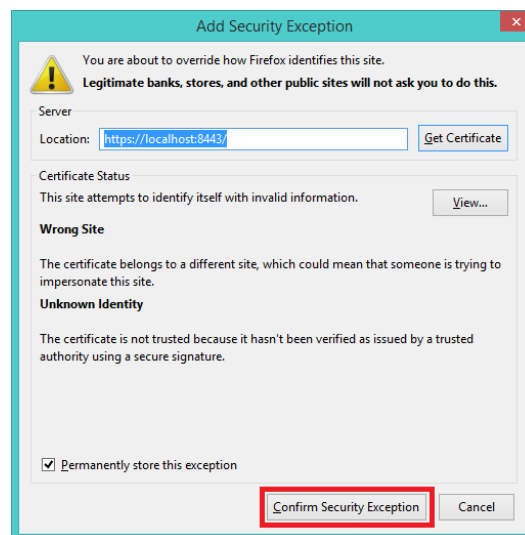 Add Security Exception
You are about to override how Firefox identifies this site.
Legitimate banks, stores, and other public sites will not ask you to do this.
Server
Location: https://localhost:8443/ Get Certificate
Certificate Status
This site attempts to identify itself with invalid information. View...
Wrong Site
The certificate belongs to a different site, which could mean that someone is trying to
impersonate this site.
Unknown Identity
The certificate is not trusted because it hasn't been verified as issued by a trusted
authority using a secure signature.
Permanently store this exception
Confirm Security Exception Cancel